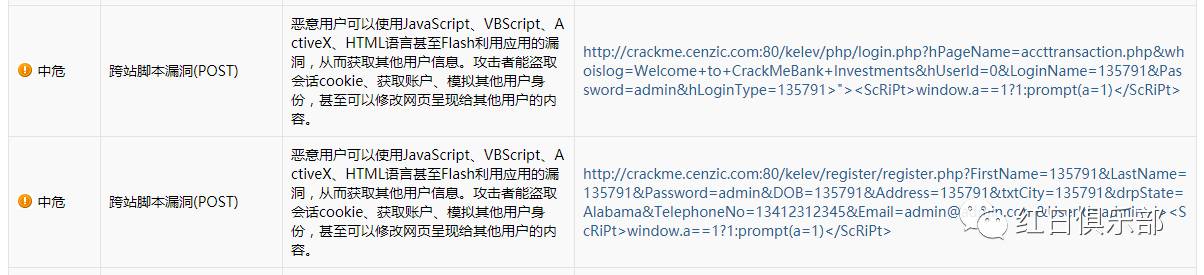 中危
跨站脚本漏洞(POST)
恶意用户可以使用JavaScript、VBScript、A
ctiveX、HTML语言甚至Flash利用应用的漏
洞，从而获取其他用户信息。攻击者能盗取
会话cookie、获取账户、模拟其他用户身
份，甚至可以修改网页呈现给其他用户的内
容。
http://crackme.cenzic.com:80/kelev/php/login.php?hPageName=accttransaction.php&wh
oislog=Welcome+to+CrackMeBank+Investments&hUserId=0&LoginName=135791&Pas
sword=admin&hLoginType=135791>"><ScRiPt>window.a==1?1:prompt(a=1)</ScRiPt>
中危
跨站脚本漏洞(POST)
恶意用户可以使用JavaScript、VBScript、A
ctiveX、HTML语言甚至Flash利用应用的漏
洞，从而获取其他用户信息。攻击者能盗取
会话cookie、获取账户、模拟其他用户身
份，甚至可以修改网页呈现给其他用户的内
容。
http://crackme.cenzic.com:80/kelev/register/register.php?FirstName=135791&LastName=
135791&Password=admin&DOB=135791&Address=135791&txtCity=135791&drpState=
Alabama&TelephoneNo=13412312345&Email=admin@
cRiPt>window.a==1?1:prompt(a=1)</ScRiPt>
红日俱乐部